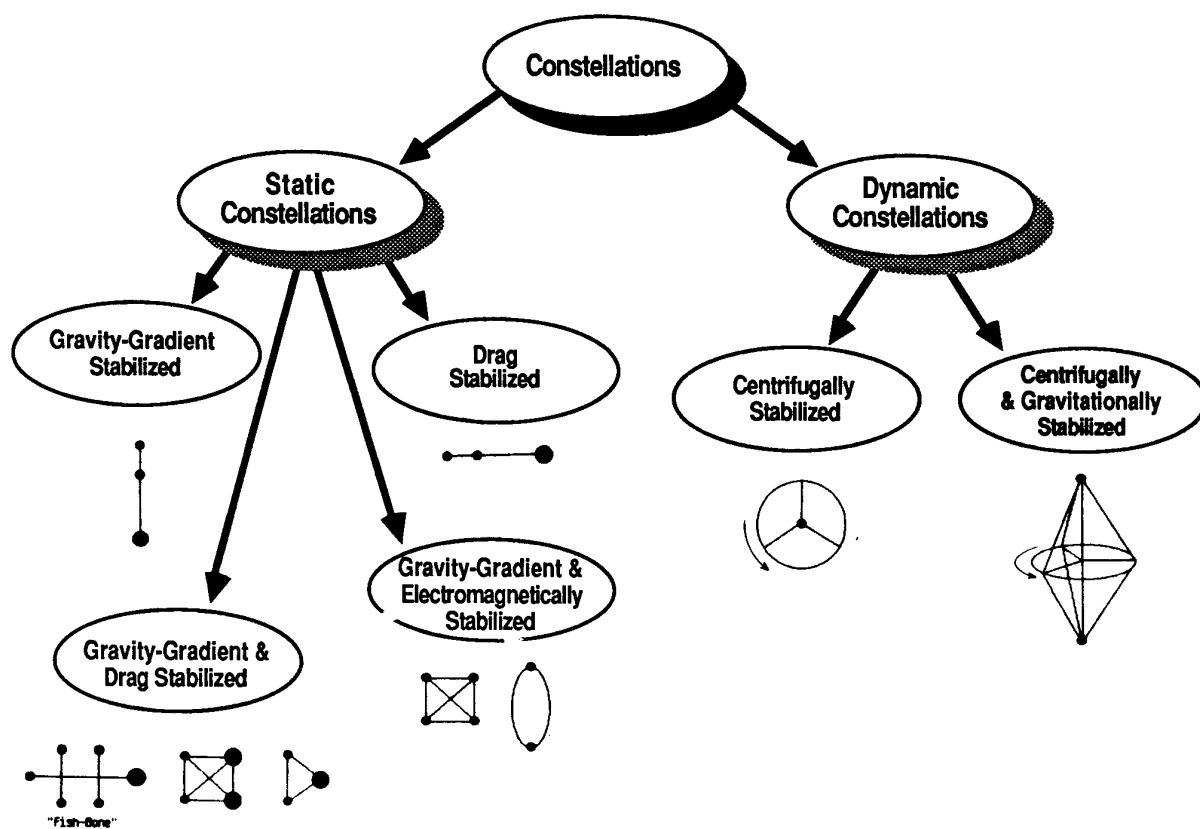 Constellations
Static
Constellations
Dynamic
Constellations
Gravity-Gradient
Stabilized
Drag
Stabilized
Centrifugally
Stabilized
Centrifugally
& Gravitationally
Stabilized
Gravity-Gradient &
Electromagnetically
Stabilized
Gravity-Gradient &
Drag Stabilized
"Fish-Bone"